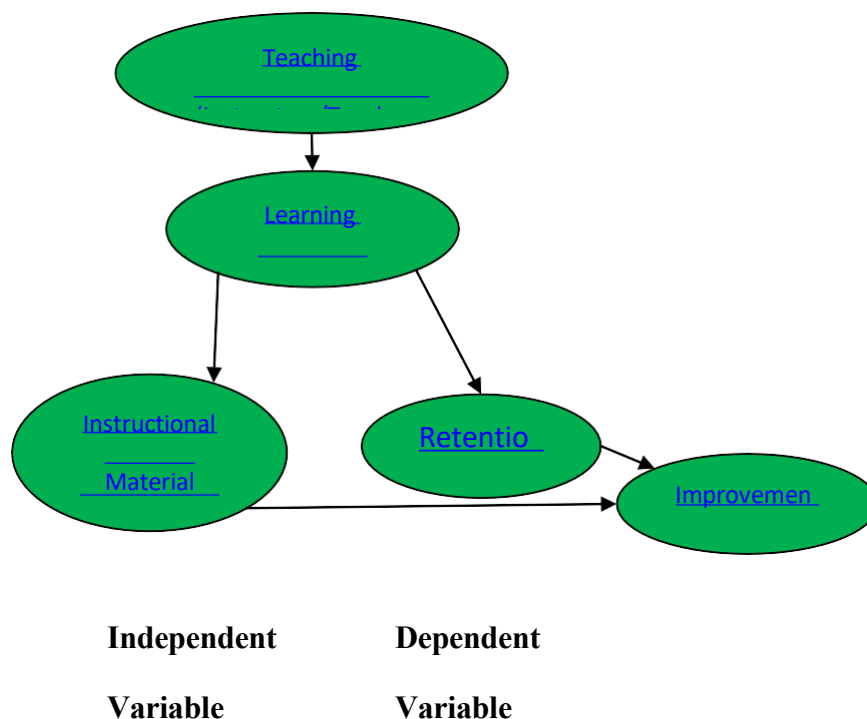 Teaching
Learning
Instructional
Material
Retentio
Improvemen
Independent Dependent
Variable Variable